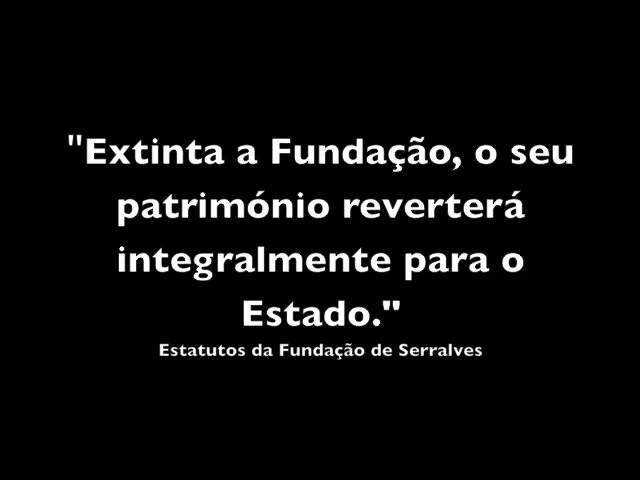 "Extinta a Fundação, o seu
património reverterá
integralmente para o
Estado."
Estatutos da Fundação de Serralves